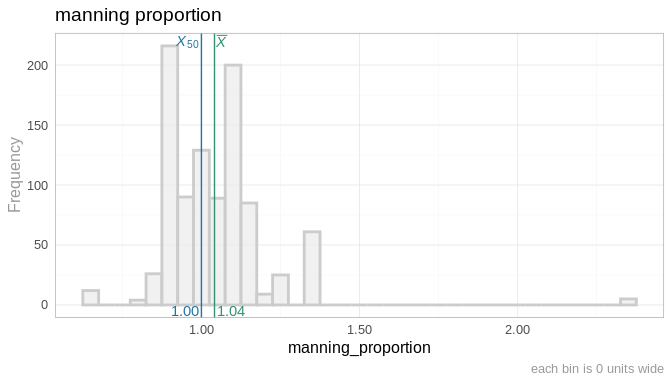 manning proportion
X50 X̅
200
150
100
50
0
Frequency
1.00 1.04
1.00 1.50 2.00
manning_proportion
each bin is 0 units wide